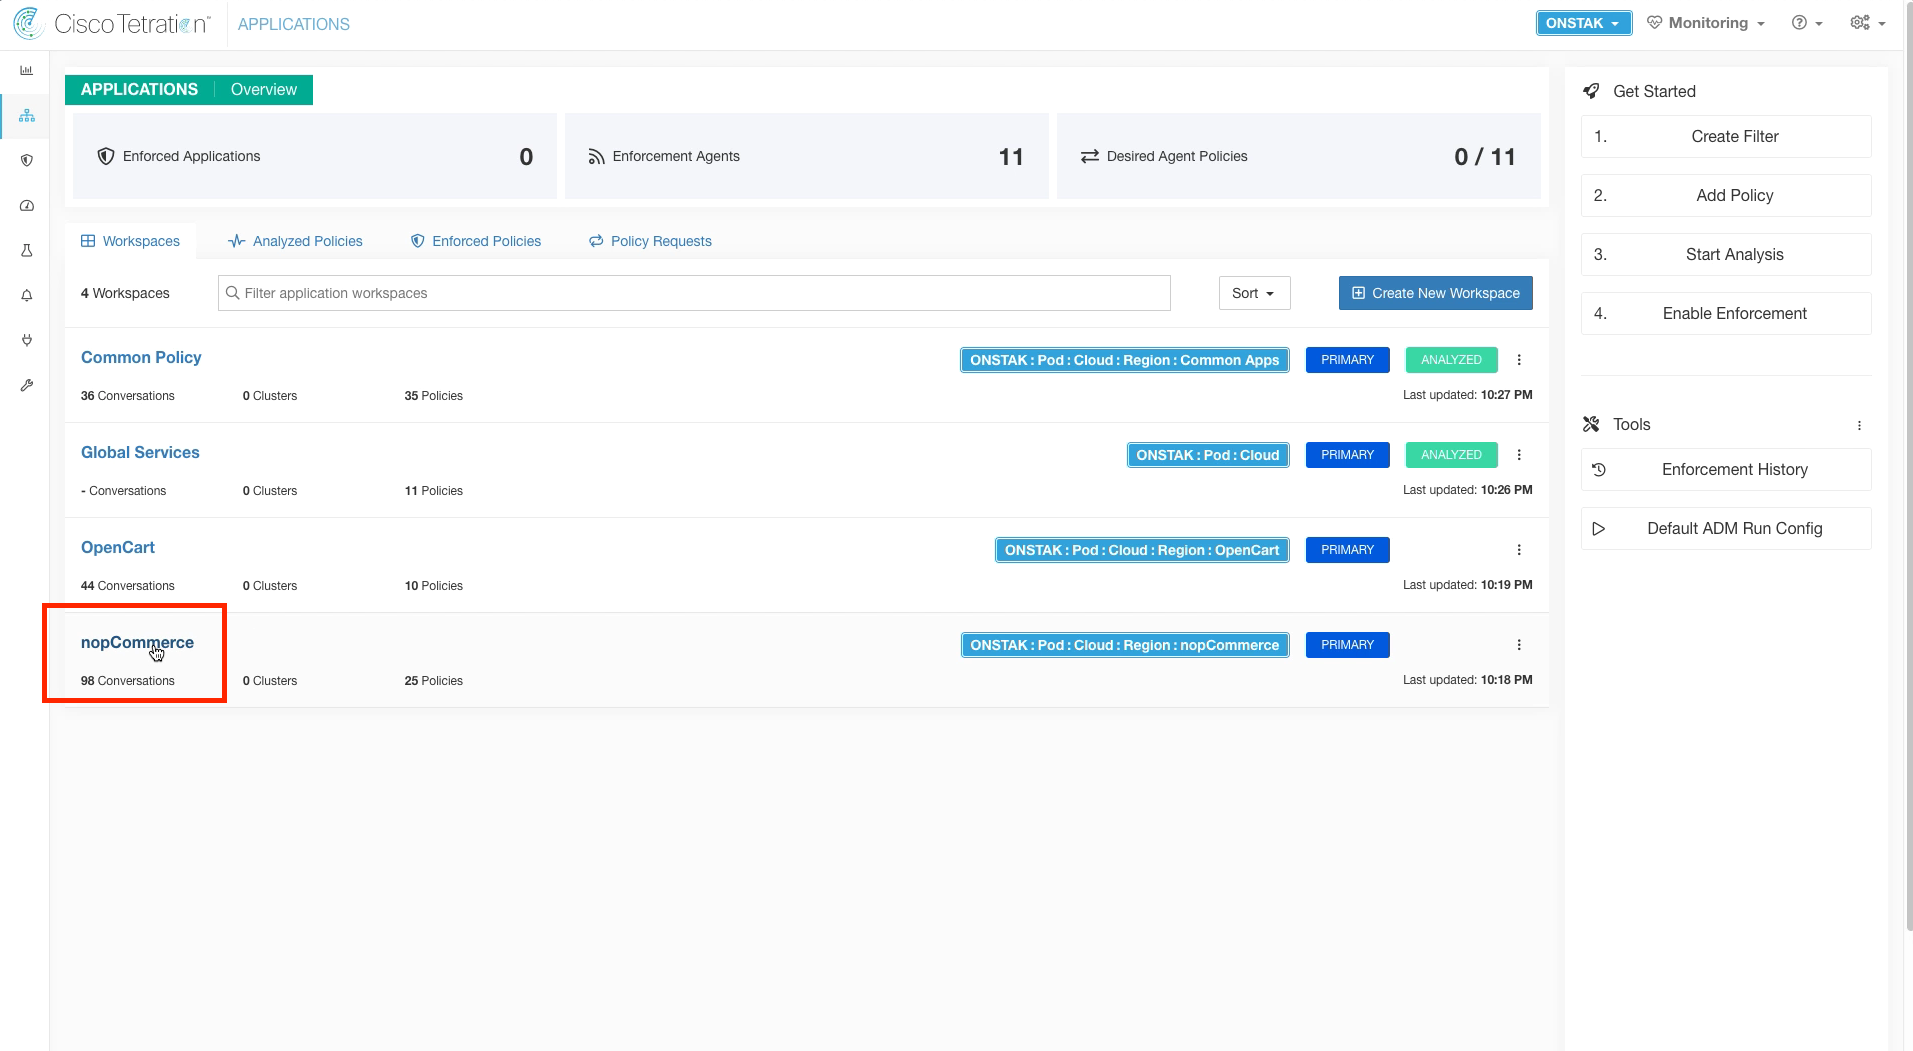 Cisco Tetration™ APPLICATIONS ONSTAK Monitoring
APPLICATIONS Overview
Enforced Applications 0 Enforcement Agents 11 Desired Agent Policies 0 / 11
Workspaces Analyzed Policies Enforced Policies Policy Requests
4 Workspaces Filter application workspaces Sort Create New Workspace
Common Policy ONSTAK : Pod : Cloud : Region : Common Apps PRIMARY ANALYZED
36 Conversations 0 Clusters 35 Policies Last updated: 10:27 PM
Global Services ONSTAK : Pod : Cloud PRIMARY ANALYZED
- Conversations 0 Clusters 11 Policies Last updated: 10:26 PM
OpenCart ONSTAK : Pod : Cloud : Region : OpenCart PRIMARY
44 Conversations 0 Clusters 10 Policies Last updated: 10:19 PM
nopCommerce ONSTAK : Pod : Cloud : Region : nopCommerce PRIMARY
98 Conversations 0 Clusters 25 Policies Last updated: 10:18 PM
Get Started
1. Create Filter
2. Add Policy
3. Start Analysis
4. Enable Enforcement
Tools
Enforcement History
Default ADM Run Config